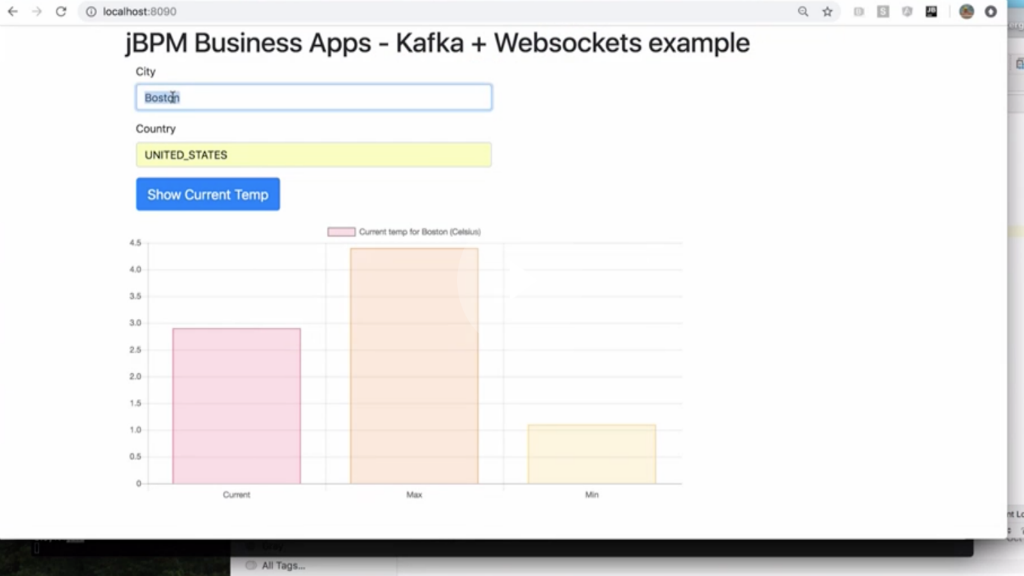 localhost:8090
jBPM Business Apps - Kafka + Websockets example
City
Boston
Country
UNITED_STATES
Show Current Temp
Current temp for Boston (Celsius)
4.5
4.0
3.5
3.0
2.5
2.0
1.5
1.0
0.5
0
Current
Max
Min
All Tags...